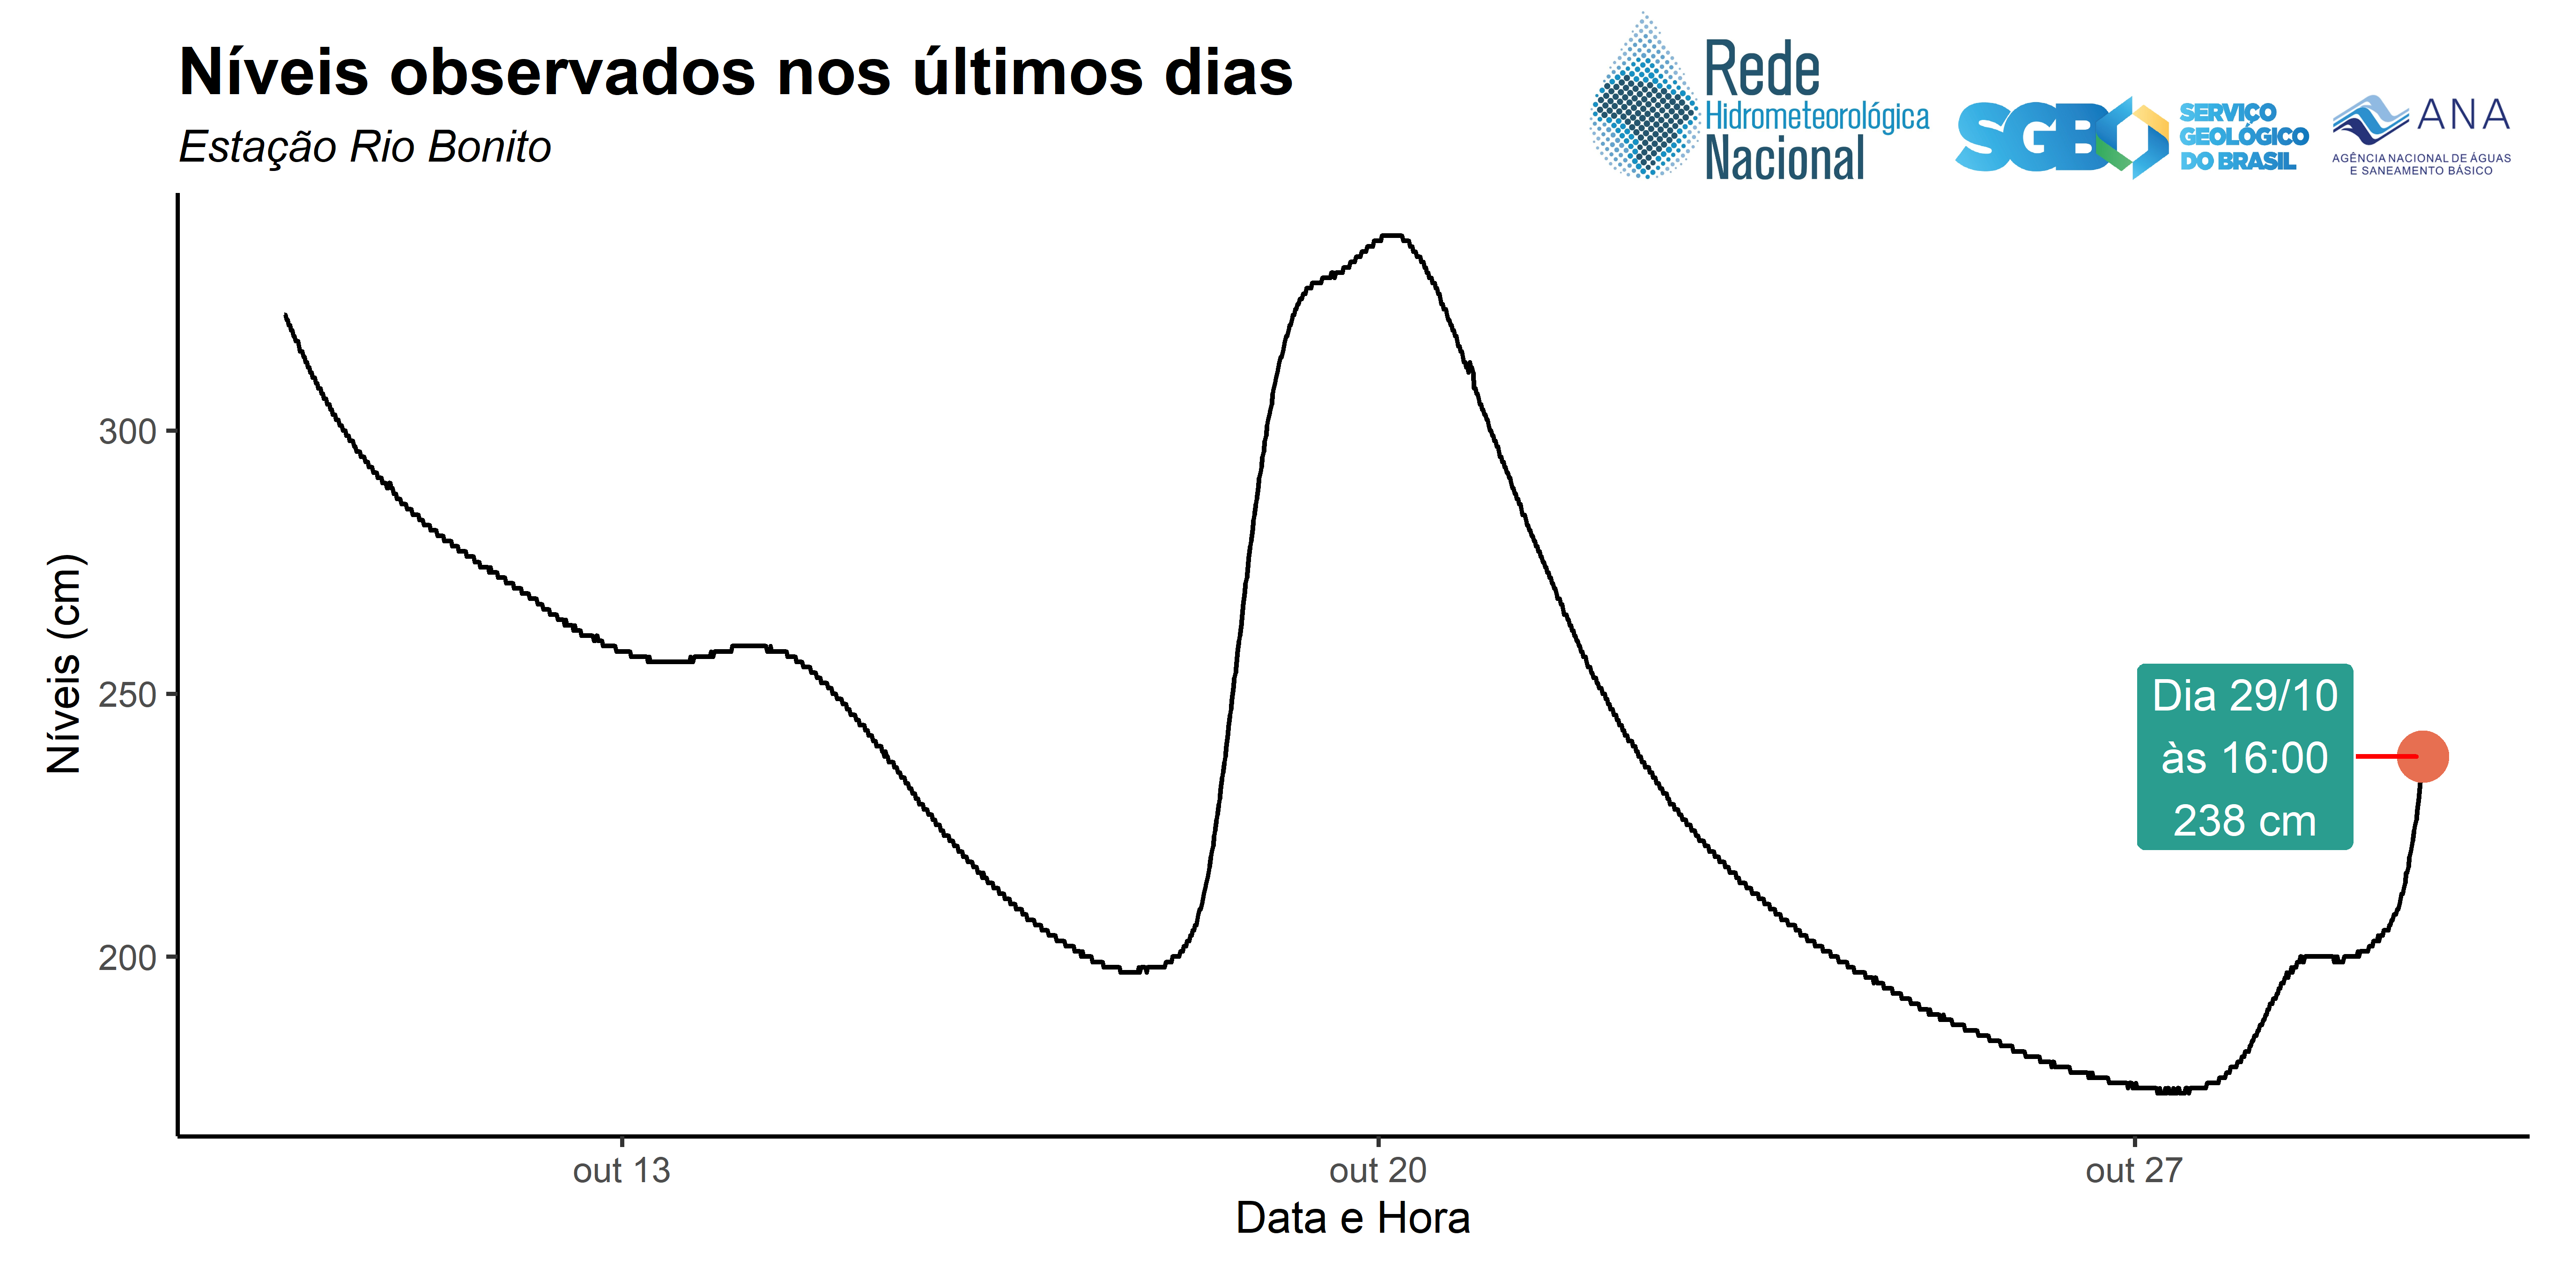 Níveis observados nos últimos dias
Estação Rio Bonito
Rede
Hidrometeorológica
Nacional
SGB
SERVIÇO
GEOLÓGICO
DO BRASIL
ANA
AGÊNCIA NACIONAL DE ÁGUAS
E SANEAMENTO BÁSICO
Níveis (cm)
300
250
200
Dia 29/10
às 16:00
238 cm
out 13
out 20
out 27
Data e Hora